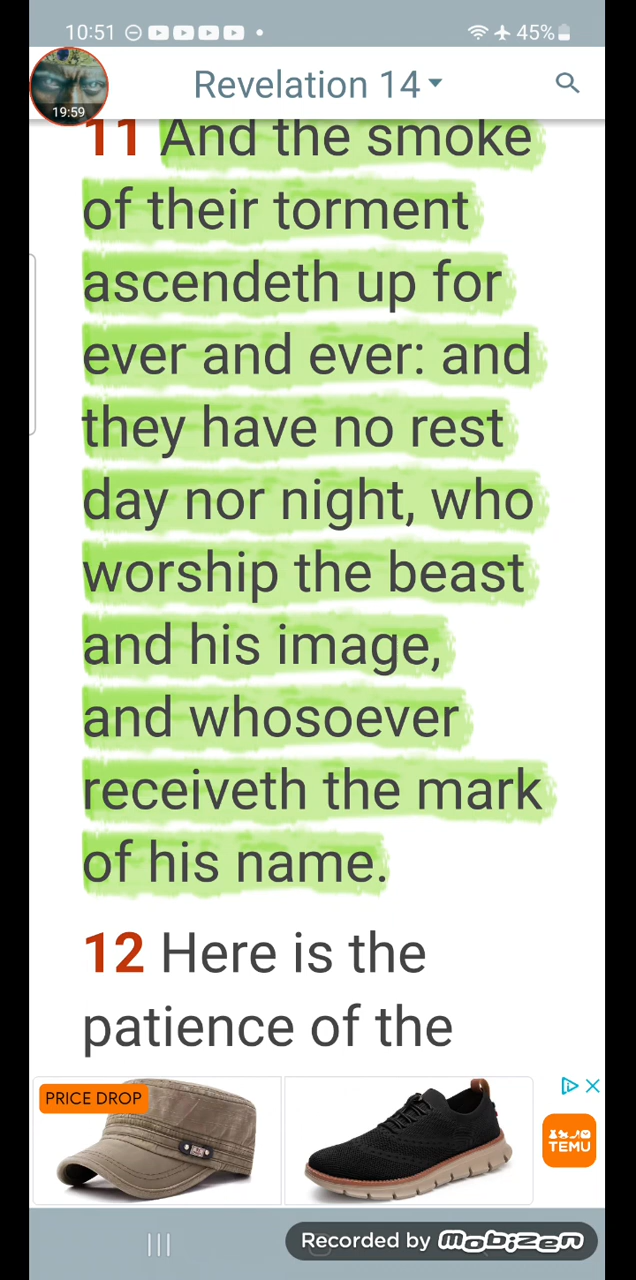 10:51
45%
19:59
Revelation 14
11 And the smoke
of their torment
ascendeth up for
ever and ever: and
they have no rest
day nor night, who
worship the beast
and his image,
and whosoever
receiveth the mark
of his name.
12 Here is the
patience of the
PRICE DROP
TEMU
Recorded by mobizen